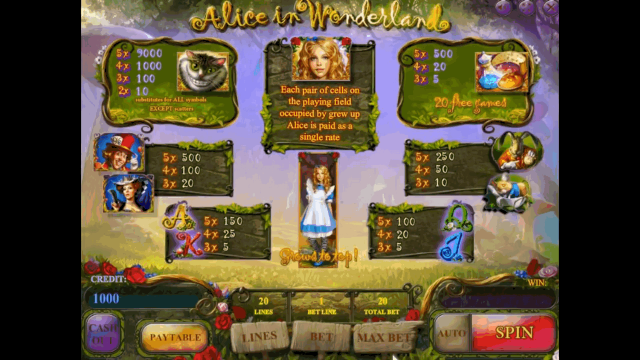 Alice in Wonderland
5x 9000
4x 1000
3x 100
2x 10
substitutes for ALL symbols
EXCEPT scatters
Each pair of cells on
the playing field
occupied by grew up
Alice is paid as a
single rate
5x 500
4x 20
3x 5
20 free games
5x 500
4x 100
3x 20
5x 250
4x 50
3x 10
A
K
5x 150
4x 25
3x 5
Grows to top!
5x 100
4x 20
3x 5
Q
J
CREDIT:
1000
20
LINES
1
BET LINE
20
TOTAL BET
WIN:
CASH
OUT
PAYTABLE
LINES
BET
MAX BET
AUTO
SPIN